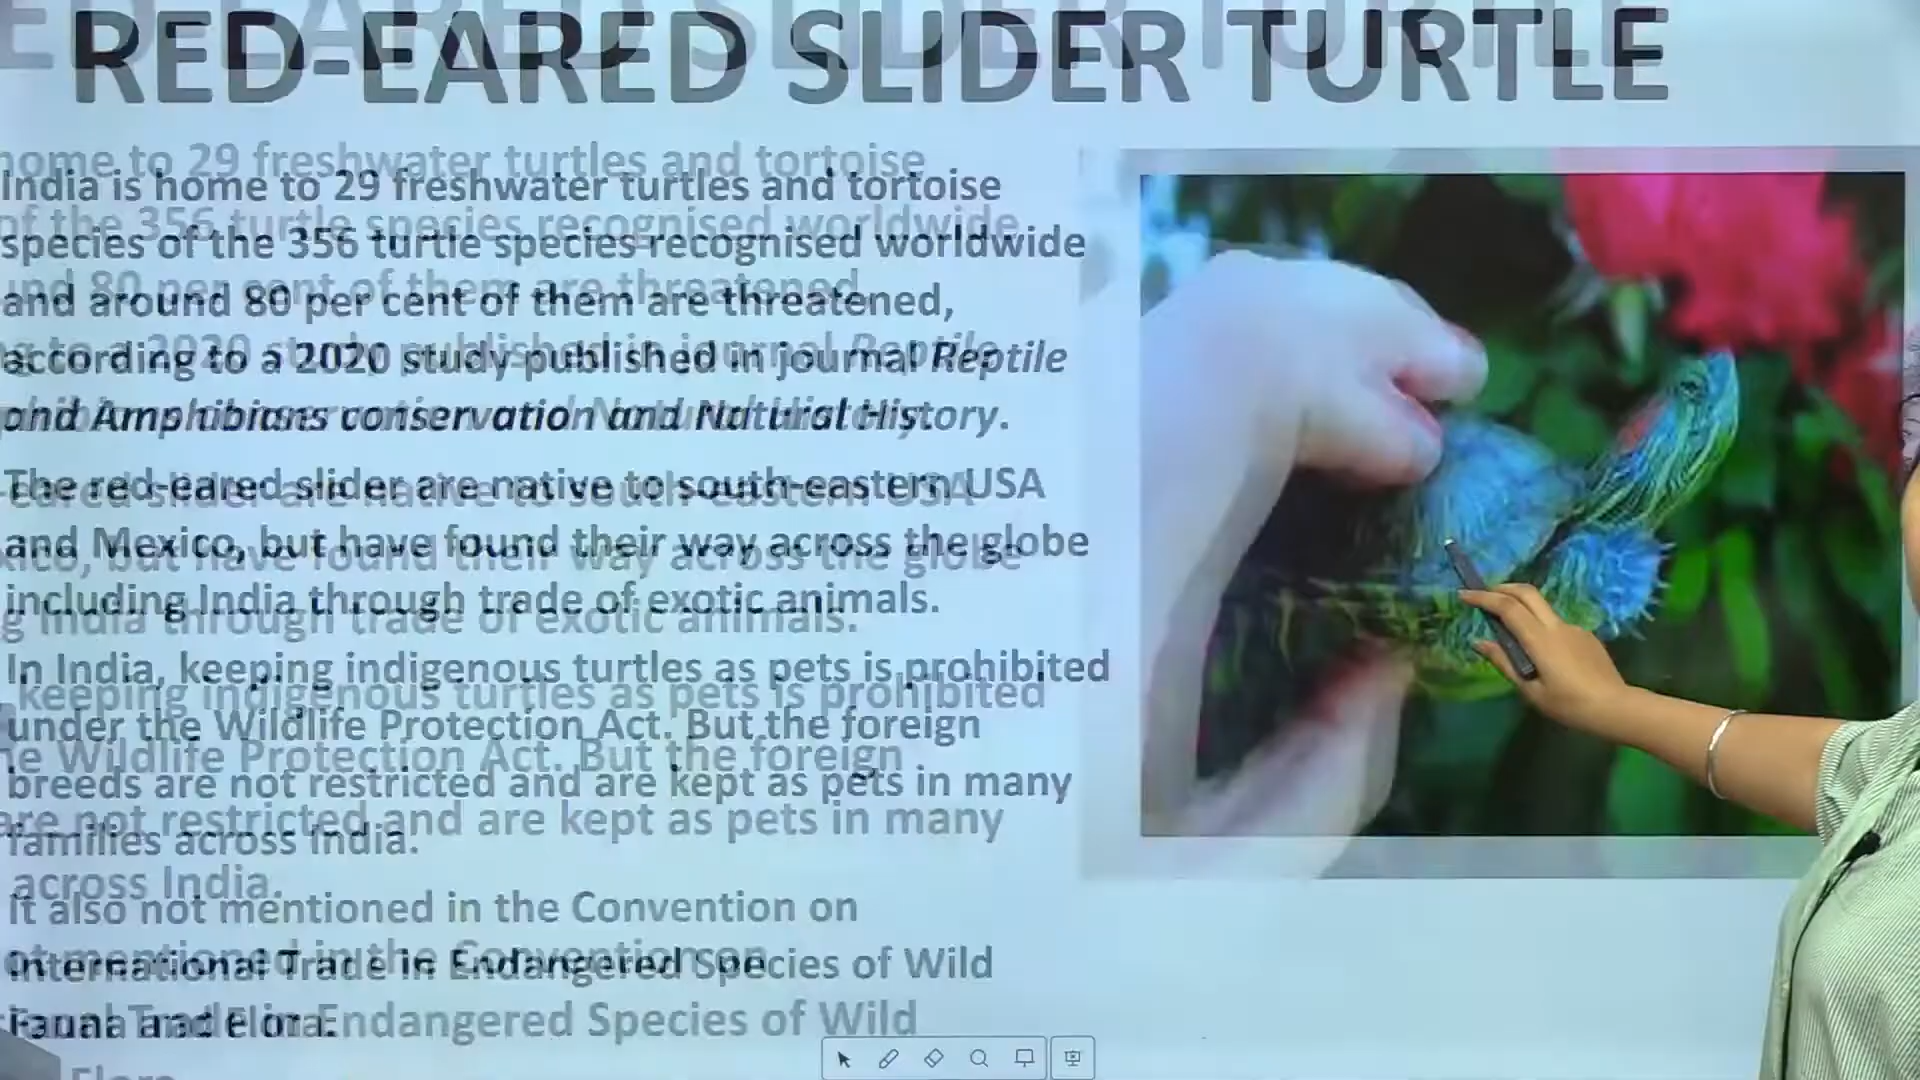 RED-EARED SLIDER TURTLE
India is home to 29 freshwater turtles and tortoise
species of the 356 turtle species recognised worldwide
and around 80 per cent of them are threatened,
according to a 2020 study published in journal Reptile
and Amphibians conservation and Natural History.
The red-eared slider are native to south-eastern USA
and Mexico, but have found their way across the globe
including India through trade of exotic animals.
In India, keeping indigenous turtles as pets is prohibited
under the Wildlife Protection Act. But the foreign
breeds are not restricted and are kept as pets in many
families across India.
It also not mentioned in the Convention on
International Trade in Endangered Species of Wild
Fauna and Flora.